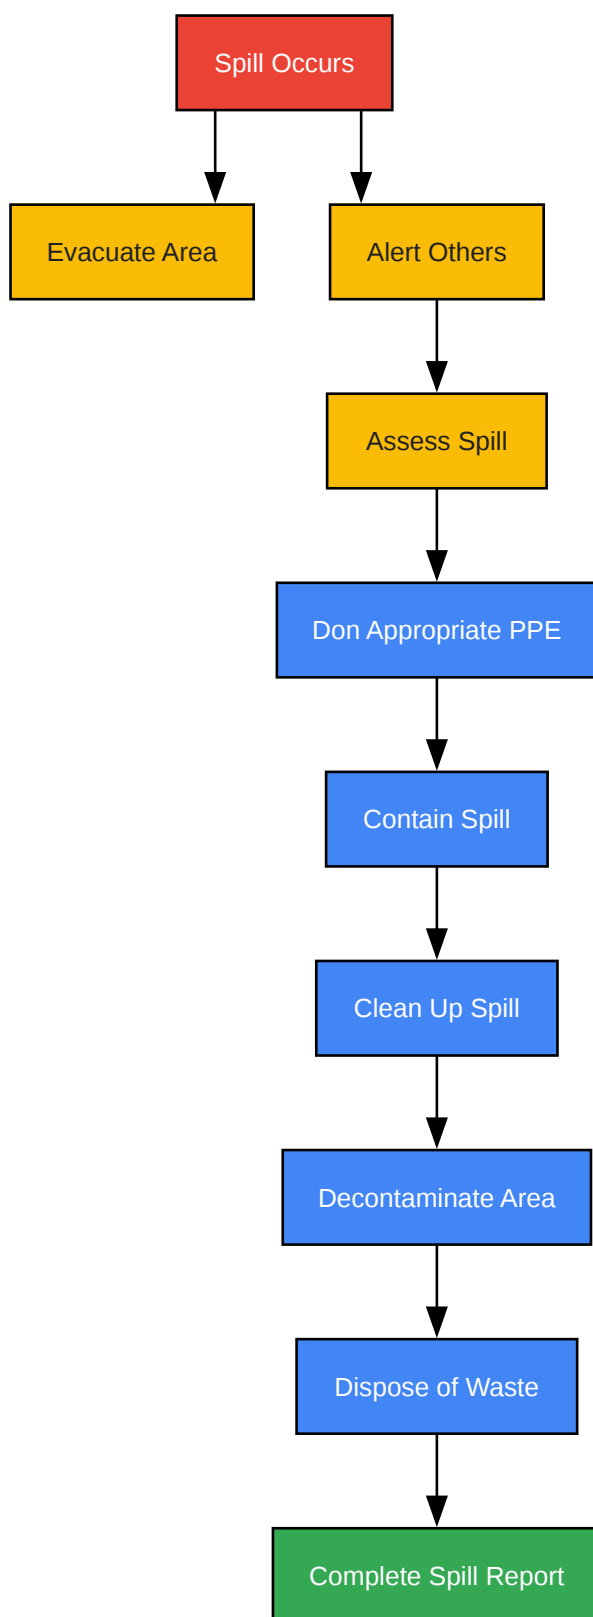 Spill Occurs
Evacuate Area
Alert Others
Assess Spill
Don Appropriate PPE
Contain Spill
Clean Up Spill
Decontaminate Area
Dispose of Waste
Complete Spill Report